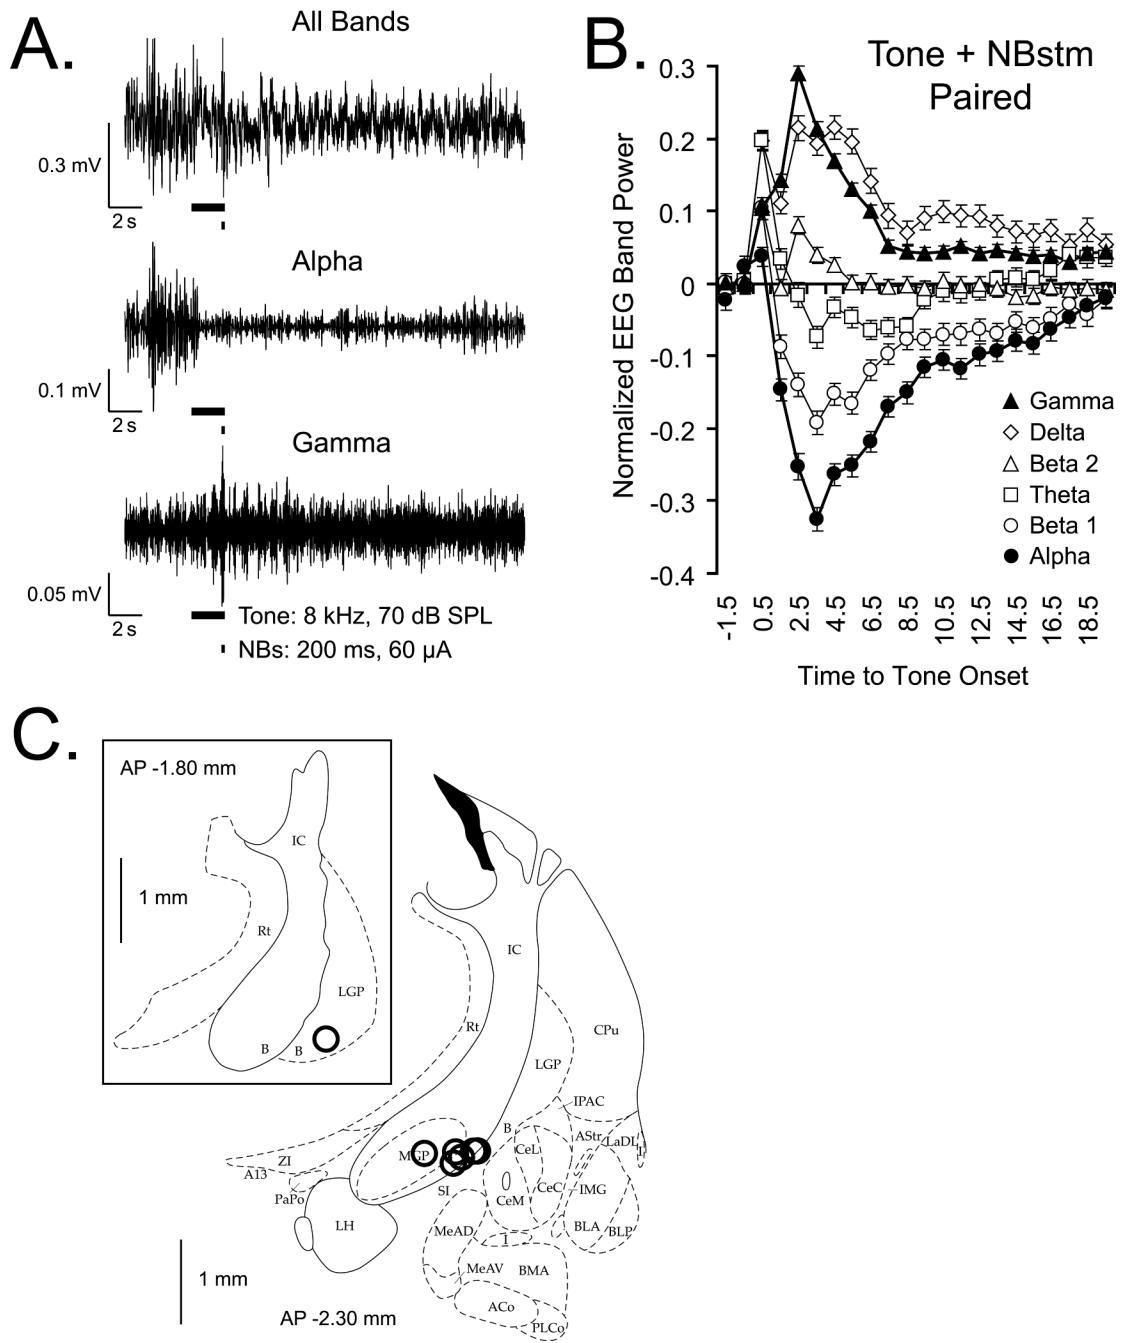 A.
All Bands
0.3 mV
2 s
Alpha
0.1 mV
2 s
Gamma
0.05 mV
2 s
Tone: 8 kHz, 70 dB SPL
NBs: 200 ms, 60 µA
B.
Tone + NBstm
Paired
Normalized EEG Band Power
0.3
0.2
0.1
0
-0.1
-0.2
-0.3
-0.4
Gamma
Delta
Beta 2
Theta
Beta 1
Alpha
-1.5
0.5
2.5
4.5
6.5
8.5
10.5
12.5
14.5
16.5
18.5
Time to Tone Onset
C.
AP -1.80 mm
IC
1 mm
Rt
LGP
B
B
IC
Rt
CPu
LGP
IPAC
B
AStr
LaDL
I
CeL
MGP
ZI
A13
PaPo
SI
CeM
CeC
IMG
LH
MeAD
I
BLA
BLP
MeAV
BMA
1 mm
AP -2.30 mm
ACo
PLCo